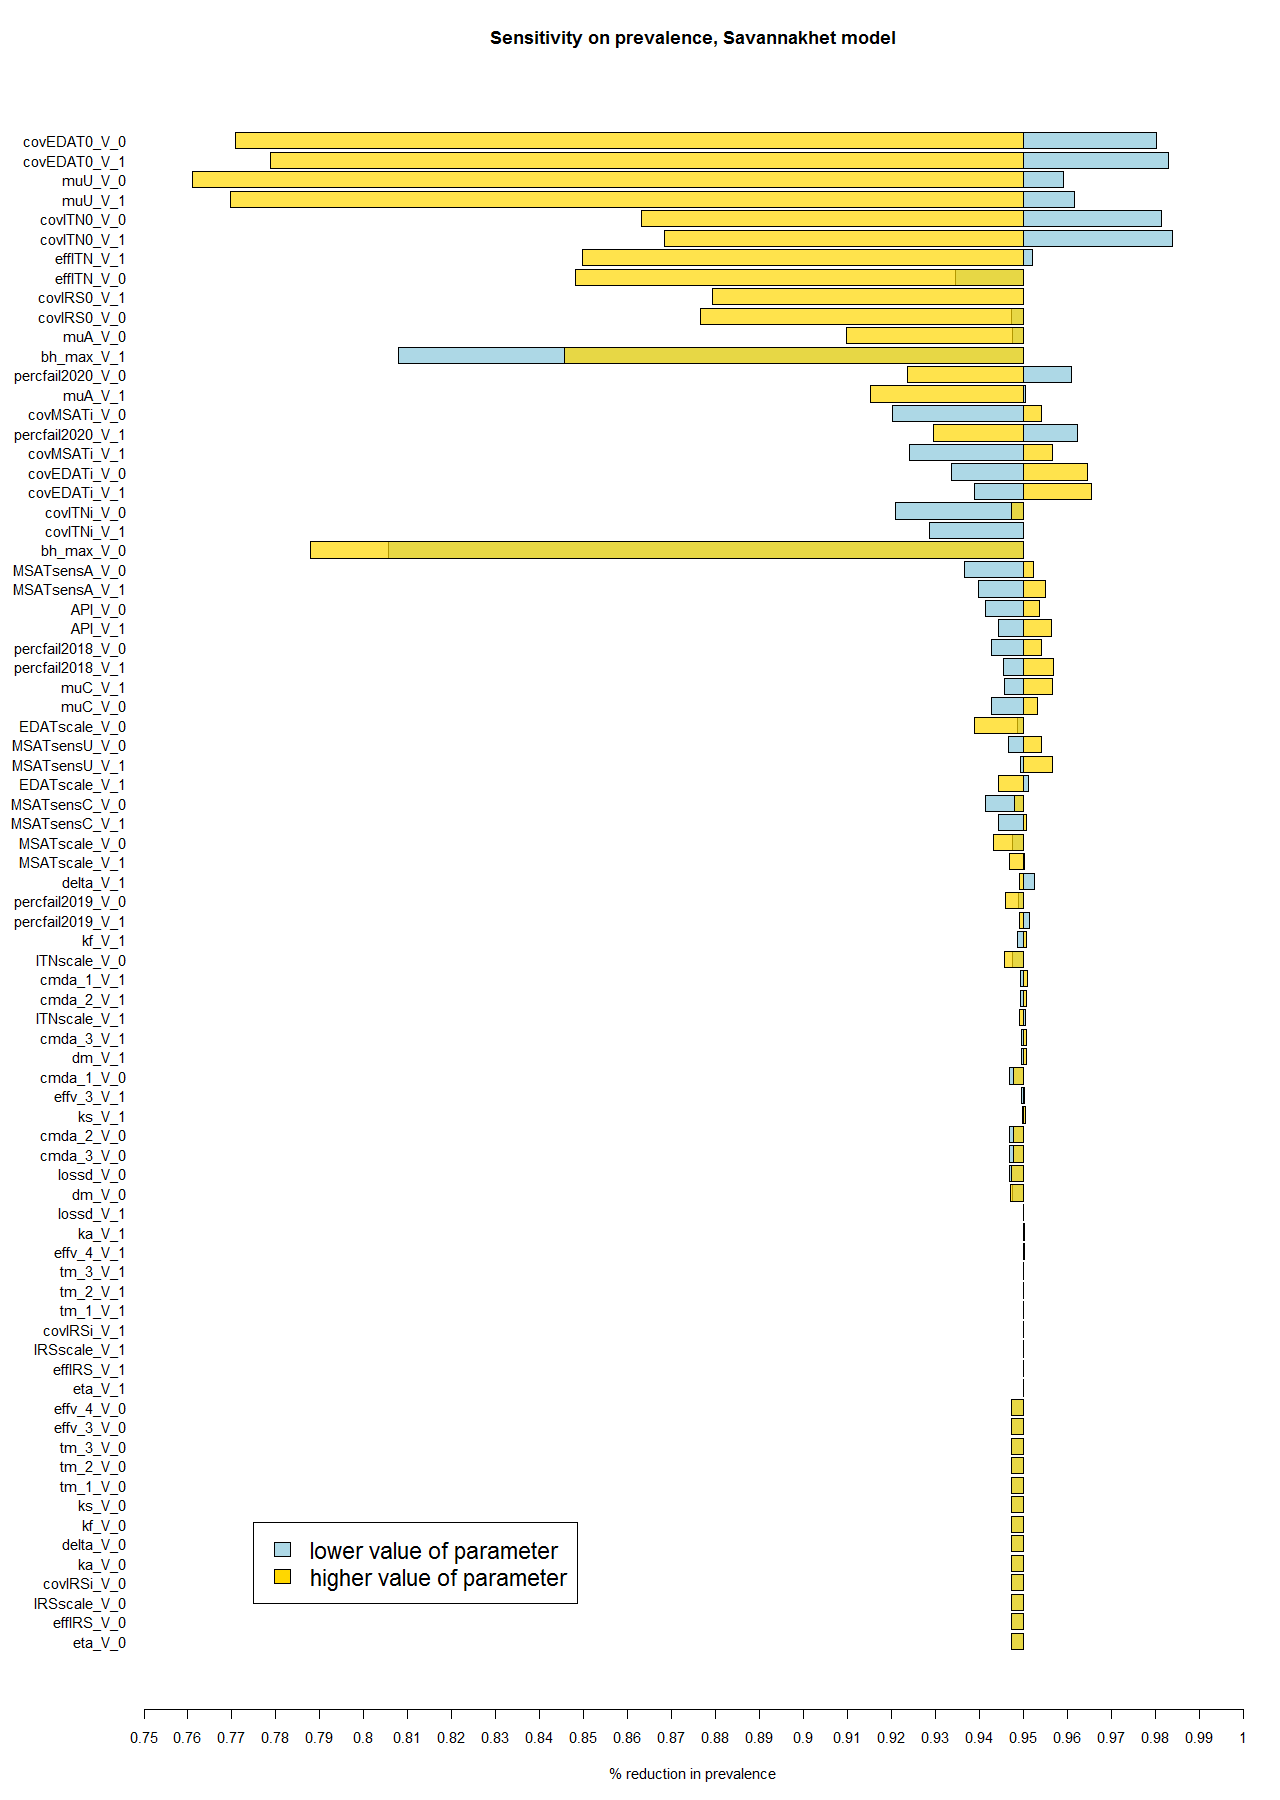 Sensitivity on prevalence, Savannakhet model
covEDAT0_V_0
covEDAT0_V_1
muU_V_0
muU_V_1
covITN0_V_0
covITN0_V_1
effITN_V_1
effITN_V_0
covIRS0_V_1
covIRS0_V_0
muA_V_0
bh_max_V_1
percfail2020_V_0
muA_V_1
covMSATi_V_0
percfail2020_V_1
covMSATi_V_1
covEDATi_V_0
covEDATi_V_1
covITNi_V_0
covITNi_V_1
bh_max_V_0
MSATsensA_V_0
MSATsensA_V_1
API_V_0
API_V_1
percfail2018_V_0
percfail2018_V_1
muC_V_1
muC_V_0
EDATscale_V_0
MSATsensU_V_0
MSATsensU_V_1
EDATscale_V_1
MSATsensC_V_0
MSATsensC_V_1
MSATscale_V_0
MSATscale_V_1
delta_V_1
percfail2019_V_0
percfail2019_V_1
kf_V_1
ITNscale_V_0
cmda_1_V_1
cmda_2_V_1
ITNscale_V_1
cmda_3_V_1
dm_V_1
cmda_1_V_0
effv_3_V_1
ks_V_1
cmda_2_V_0
cmda_3_V_0
lossd_V_0
dm_V_0
lossd_V_1
ka_V_1
effv_4_V_1
tm_3_V_1
tm_2_V_1
tm_1_V_1
covIRSi_V_1
IRSscale_V_1
effIRS_V_1
eta_V_1
effv_4_V_0
effv_3_V_0
tm_3_V_0
tm_2_V_0
tm_1_V_0
ks_V_0
kf_V_0
delta_V_0
ka_V_0
covIRSi_V_0
IRSscale_V_0
effIRS_V_0
eta_V_0
lower value of parameter
higher value of parameter
0.75 0.76 0.77 0.78 0.79 0.8 0.81 0.82 0.83 0.84 0.85 0.86 0.87 0.88 0.89 0.9 0.91 0.92 0.93 0.94 0.95 0.96 0.97 0.98 0.99 1
% reduction in prevalence